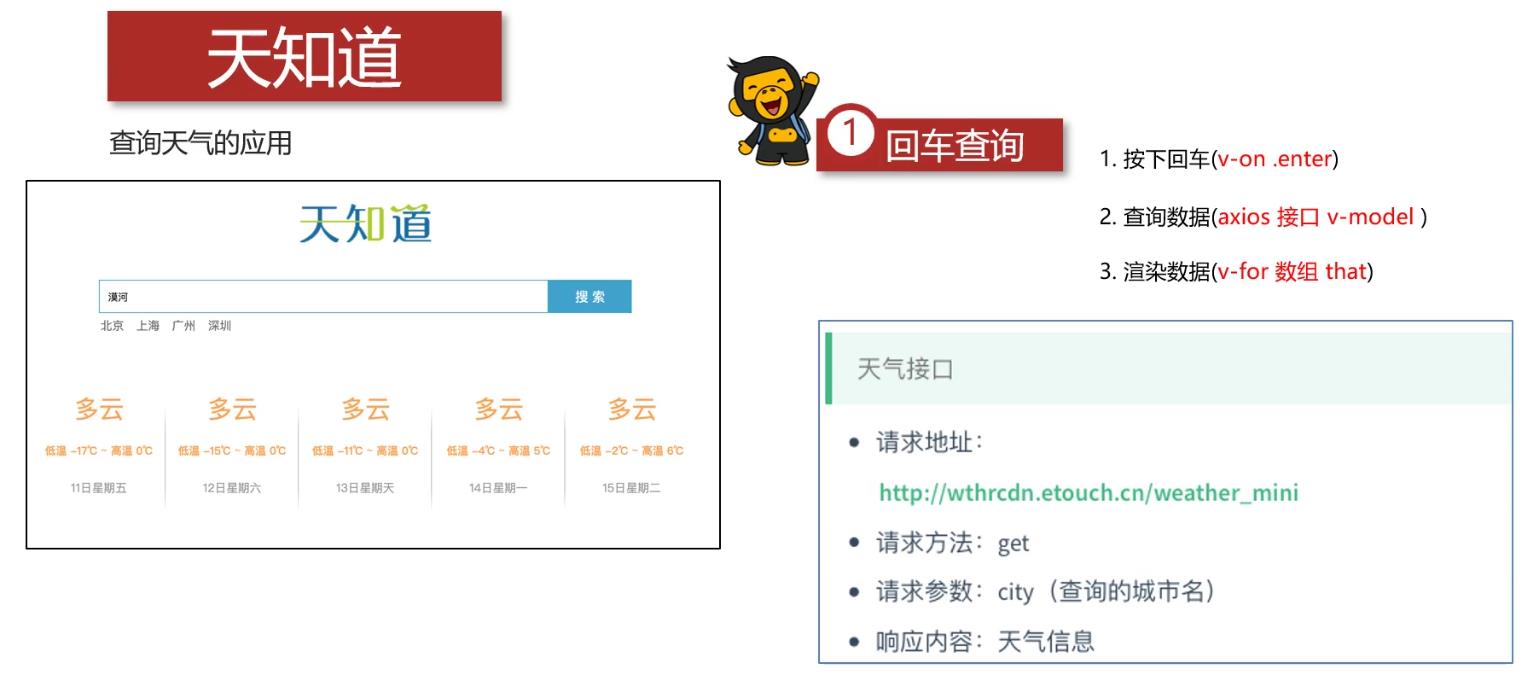 天知道
查询天气的应用
天知道
漠河
搜索
北京 上海 广州 深圳
多云 多云 多云 多云 多云
低温 -17℃ ~ 高温 0℃ 低温 -15℃ ~ 高温 0℃ 低温 -11℃ ~ 高温 0℃ 低温 -4℃ ~ 高温 5℃ 低温 -2℃ ~ 高温 6℃
11日星期五 12日星期六 13日星期天 14日星期一 15日星期二
1 回车查询
1. 按下回车(v-on .enter)
2. 查询数据(axios 接口 v-model )
3. 渲染数据(v-for 数组 that)
天气接口
• 请求地址：
http://wthrcdn.etouch.cn/weather_mini
• 请求方法：get
• 请求参数：city（查询的城市名）
• 响应内容：天气信息